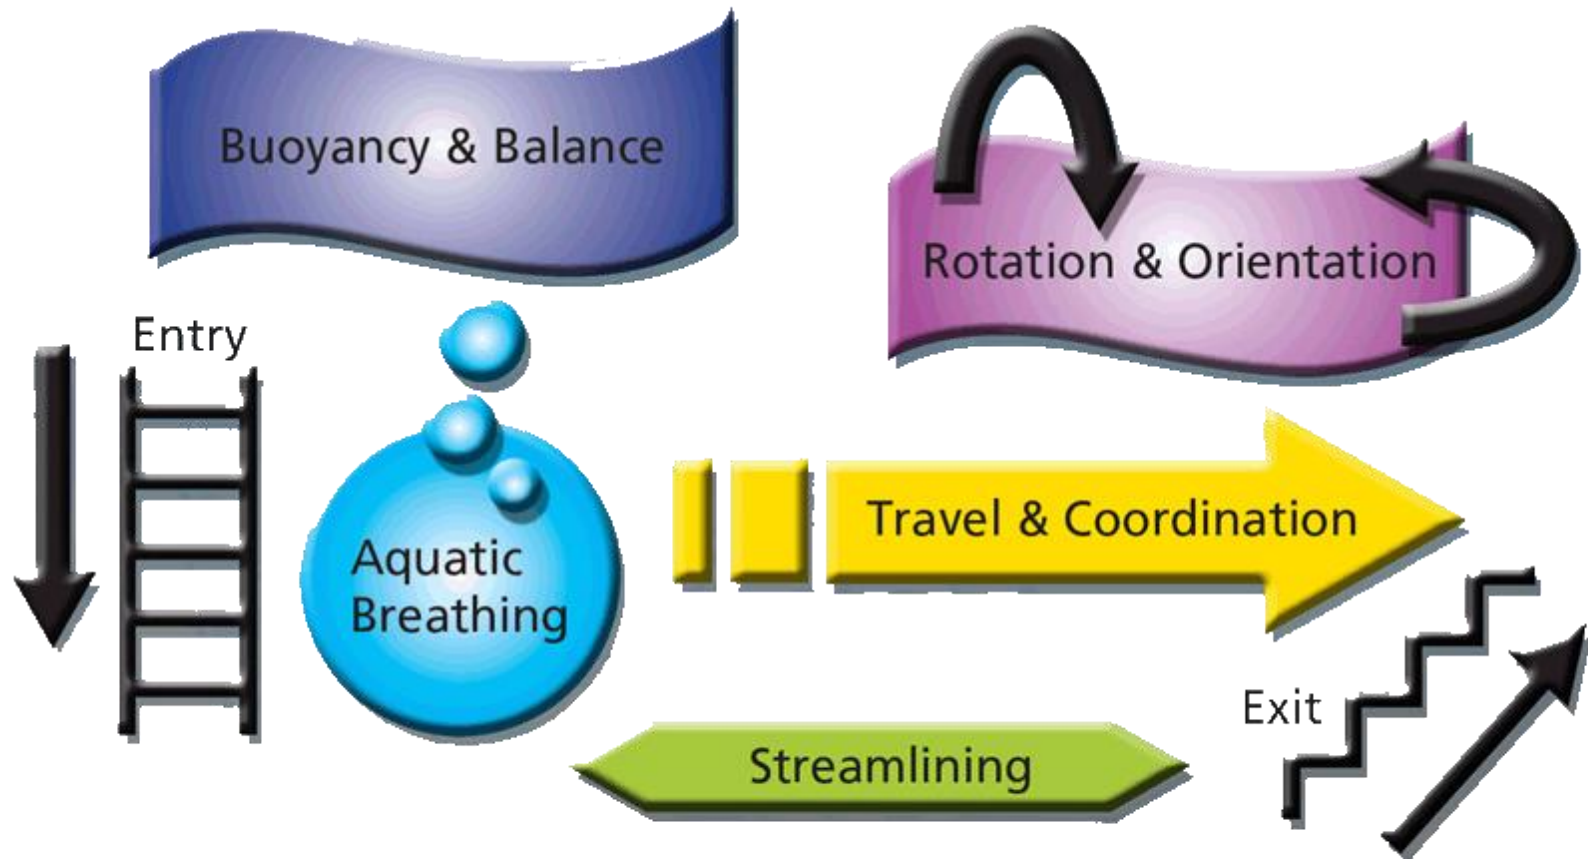 Buoyancy & Balance
Rotation & Orientation
Entry
Aquatic
Breathing
Travel & Coordination
Exit
Streamlining